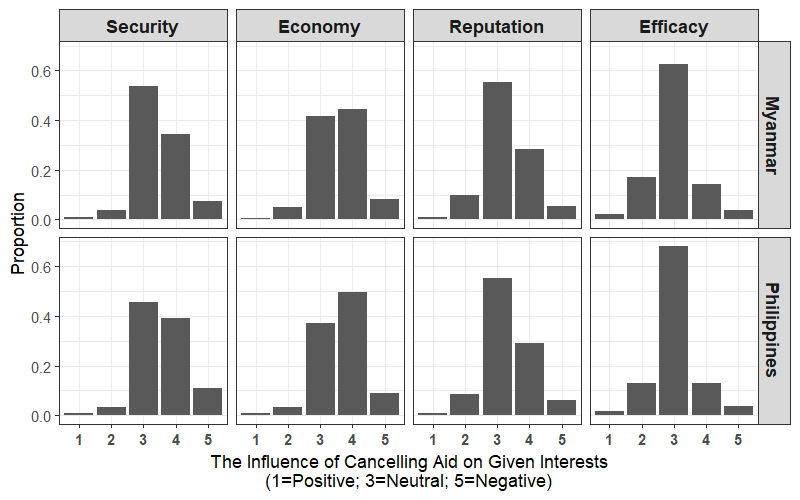 Security Economy Reputation Efficacy
Proportion
0.6
0.4
0.2
0.0
Myanmar
0.6
0.4
0.2
0.0
Philippines
1 2 3 4 5 1 2 3 4 5 1 2 3 4 5 1 2 3 4 5
The Influence of Cancelling Aid on Given Interests
(1=Positive; 3=Neutral; 5=Negative)